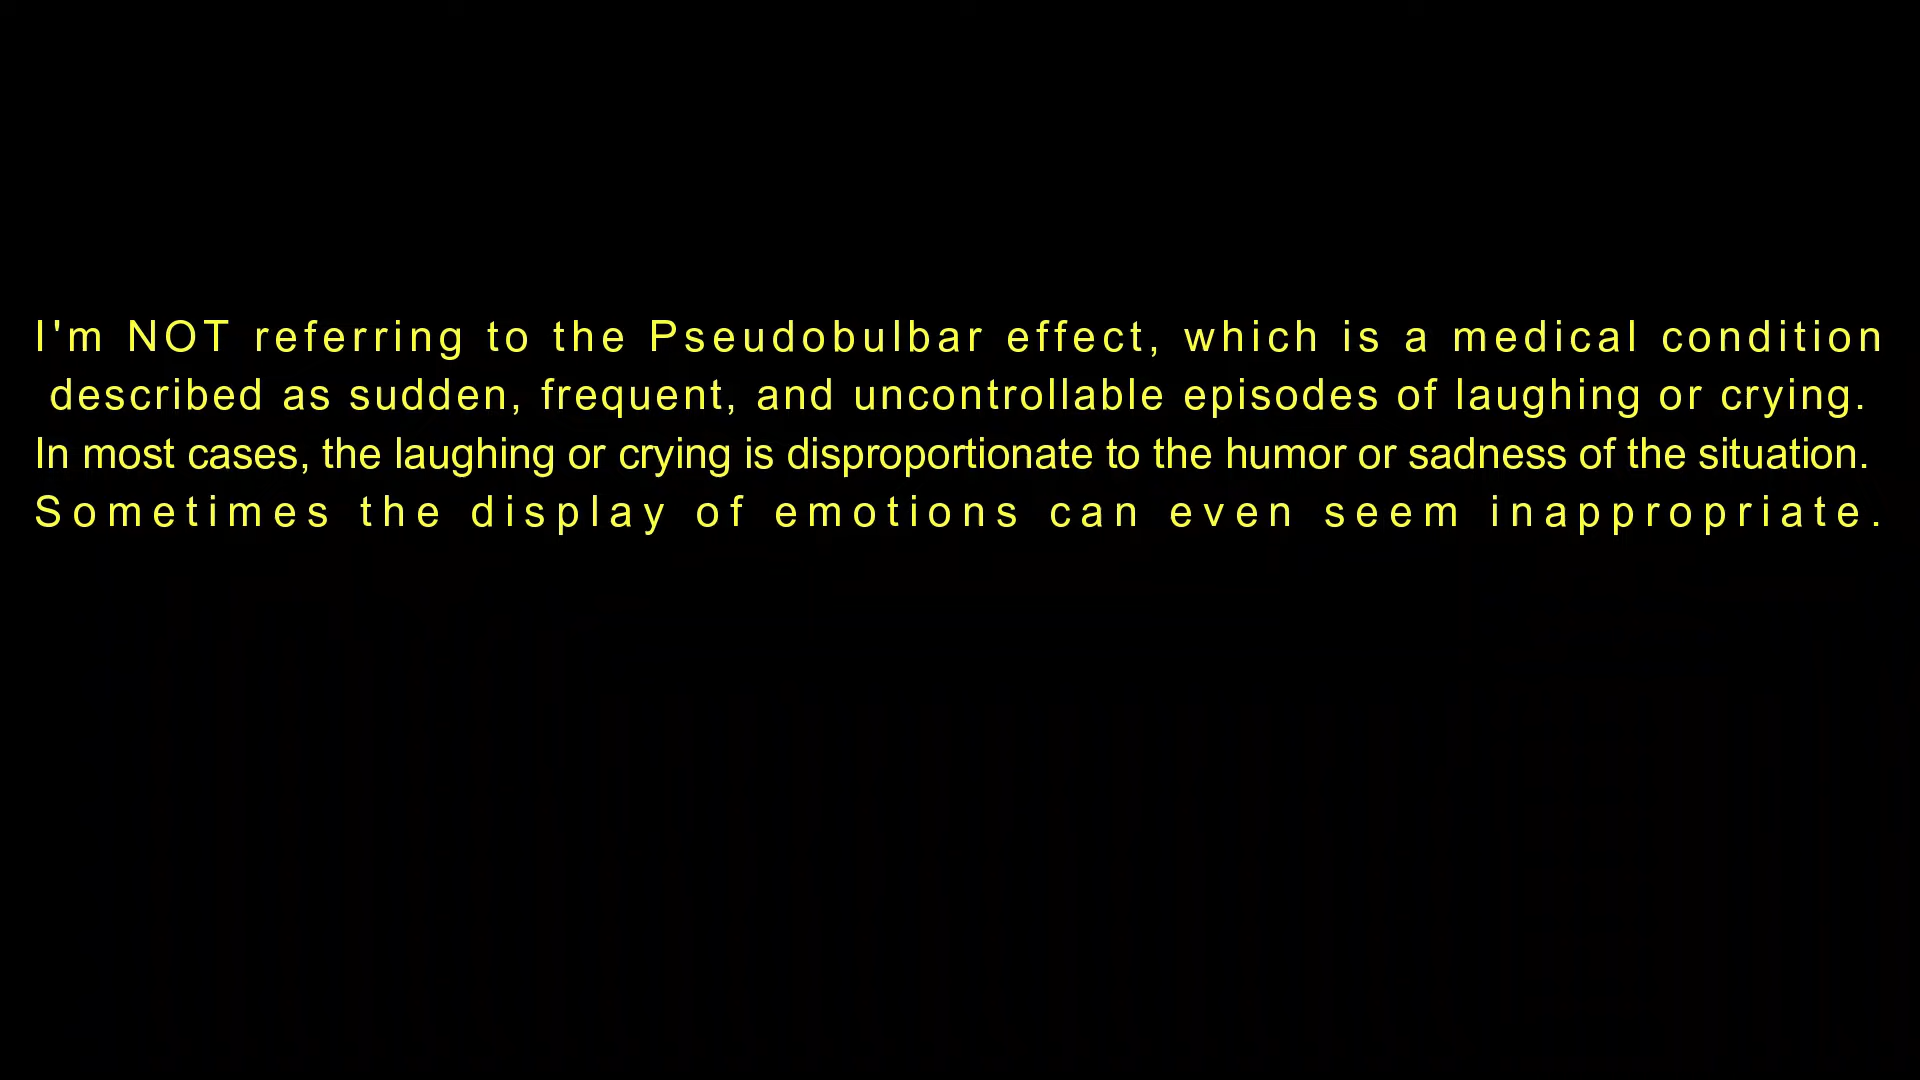 I'm NOT referring to the Pseudobulbar effect, which is a medical condition
described as sudden, frequent, and uncontrollable episodes of laughing or crying.
In most cases, the laughing or crying is disproportionate to the humor or sadness of the situation.
Sometimes the display of emotions can even seem inappropriate.